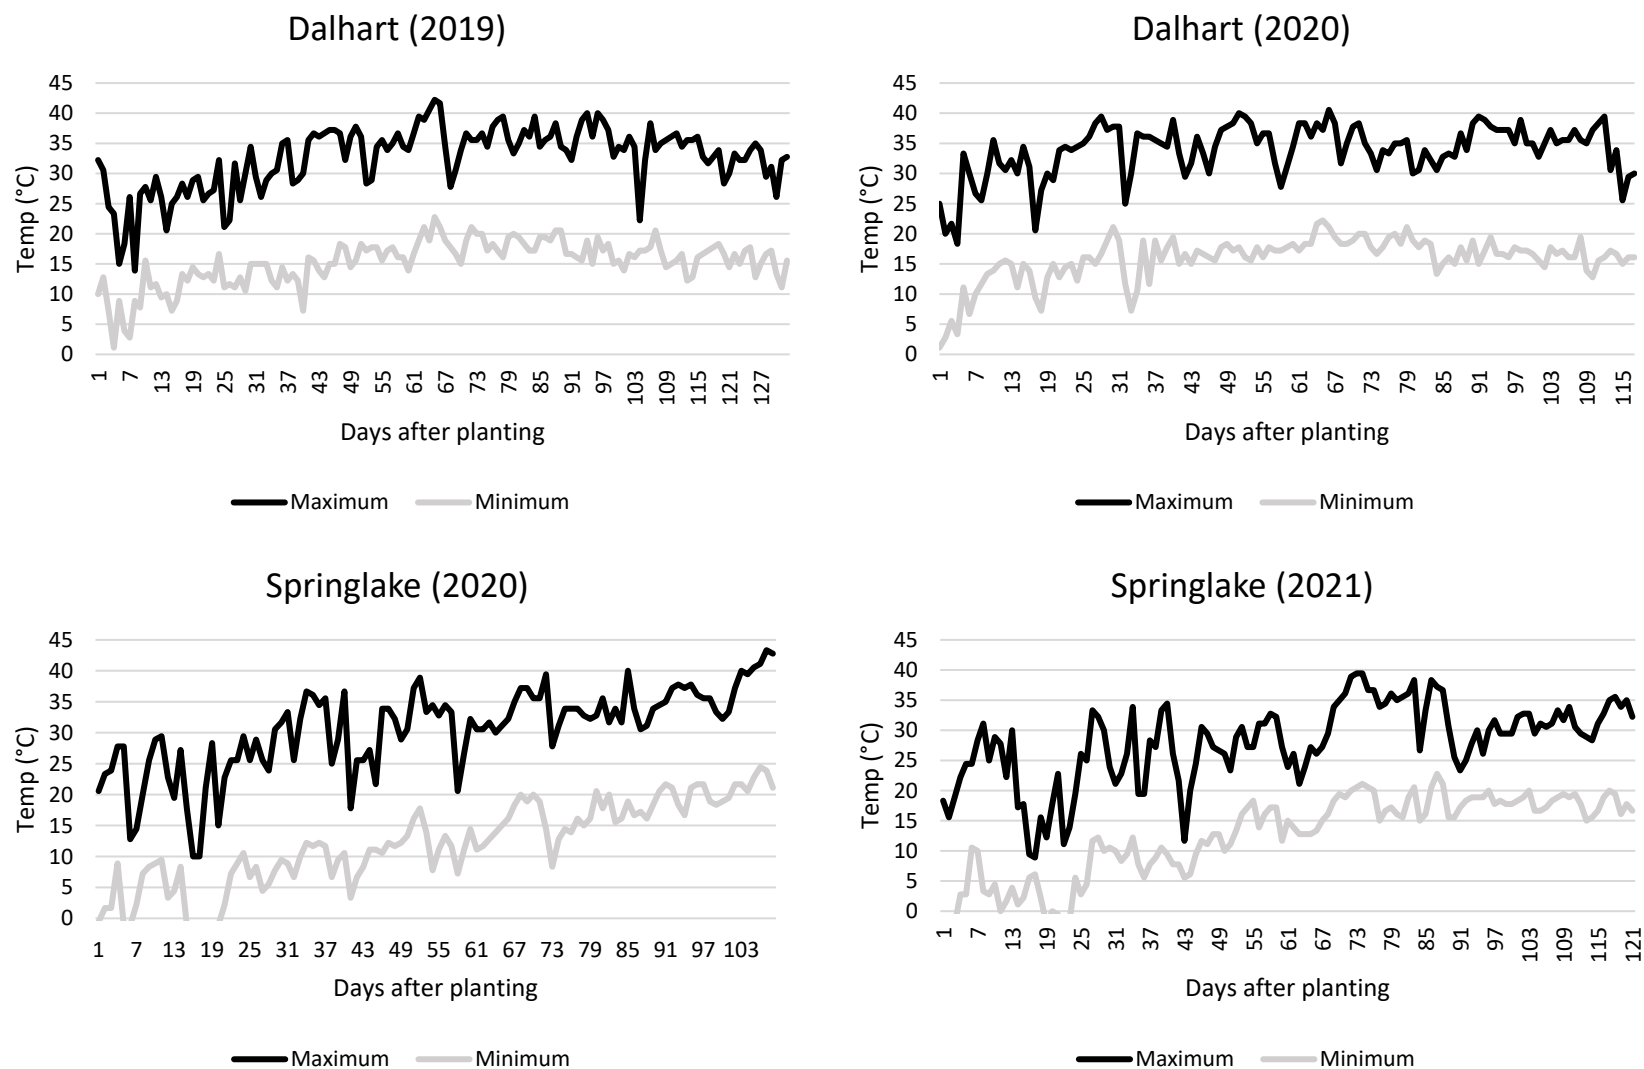 Dalhart (2019)
45
40
35
30
25
20
15
10
5
0
Temp (°C)
1 7 13 19 25 31 37 43 49 55 61 67 73 79 85 91 97 103 109 115 121 127
Days after planting
Maximum Minimum
Dalhart (2020)
45
40
35
30
25
20
15
10
5
0
Temp (°C)
1 7 13 19 25 31 37 43 49 55 61 67 73 79 85 91 97 103 109 115
Days after planting
Maximum Minimum
Springlake (2020)
45
40
35
30
25
20
15
10
5
0
Temp (°C)
1 7 13 19 25 31 37 43 49 55 61 67 73 79 85 91 97 103
Days after planting
Maximum Minimum
Springlake (2021)
45
40
35
30
25
20
15
10
5
0
Temp (°C)
1 7 13 19 25 31 37 43 49 55 61 67 73 79 85 91 97 103 109 115 121
Days after planting
Maximum Minimum